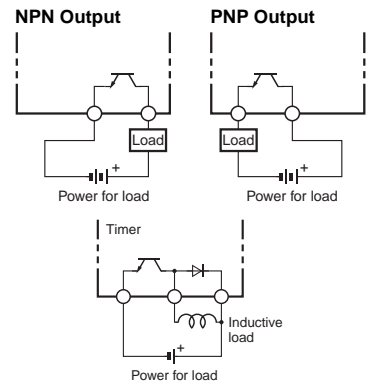 NPN Output
PNP Output
Load
Load
+
+
Power for load
Power for load
Timer
Inductive
load
+
Power for load